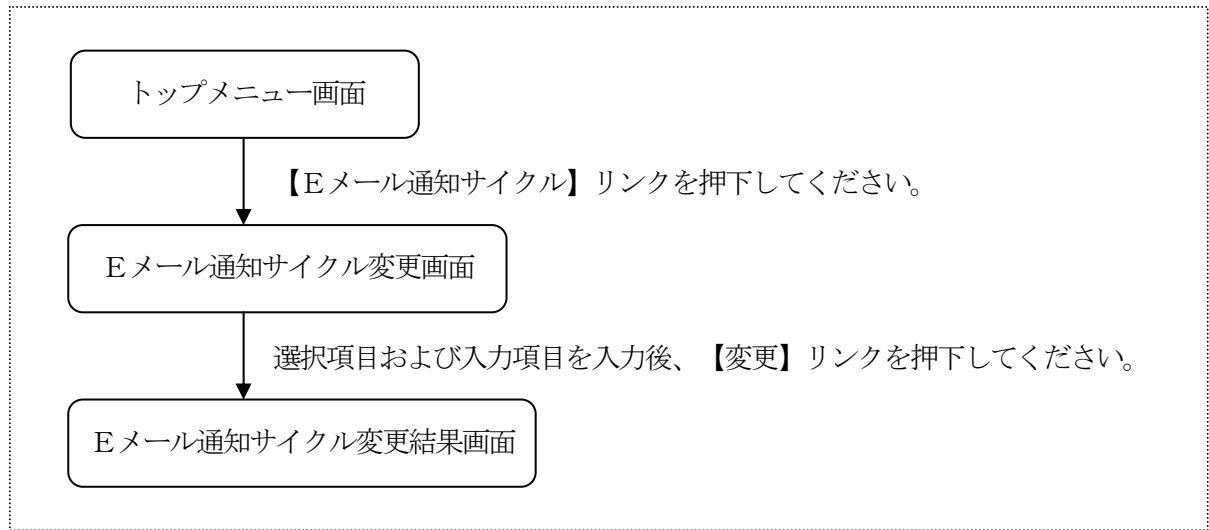 トップメニュー画面
【Ｅメール通知サイクル】リンクを押下してください。
Ｅメール通知サイクル変更画面
選択項目および入力項目を入力後、【変更】リンクを押下してください。
Ｅメール通知サイクル変更結果画面